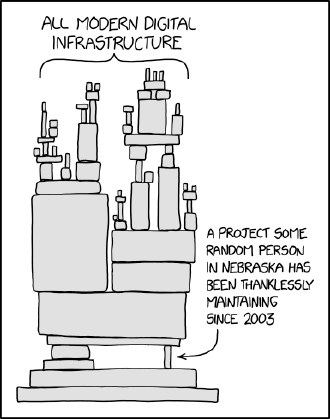 ALL MODERN DIGITAL
INFRASTRUCTURE
A PROJECT SOME
RANDOM PERSON
IN NEBRASKA HAS
BEEN THANKLESSLY
MAINTAINING
SINCE 2003